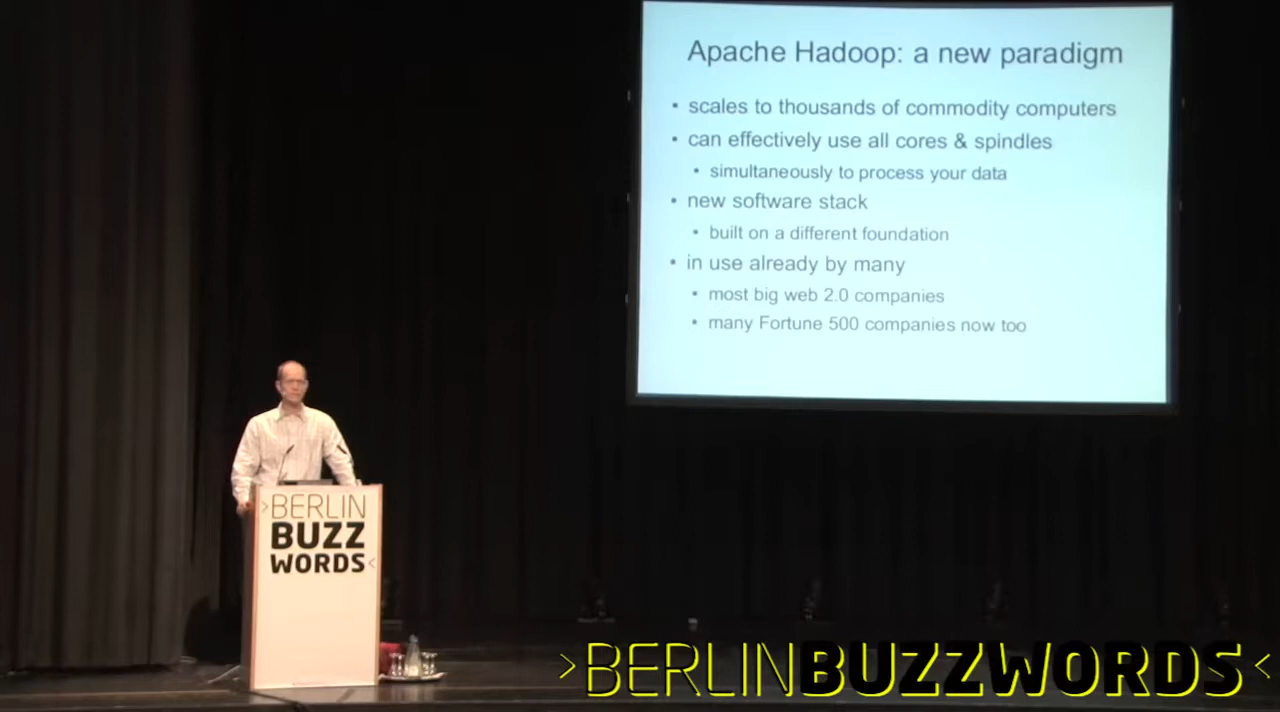 Apache Hadoop: a new paradigm
• scales to thousands of commodity computers
• can effectively use all cores & spindles
• simultaneously to process your data
• new software stack
• built on a different foundation
• in use already by many
• most big web 2.0 companies
• many Fortune 500 companies now too
>BERLIN
BUZZ
WORDS<
>BERLINBUZZWORDS<